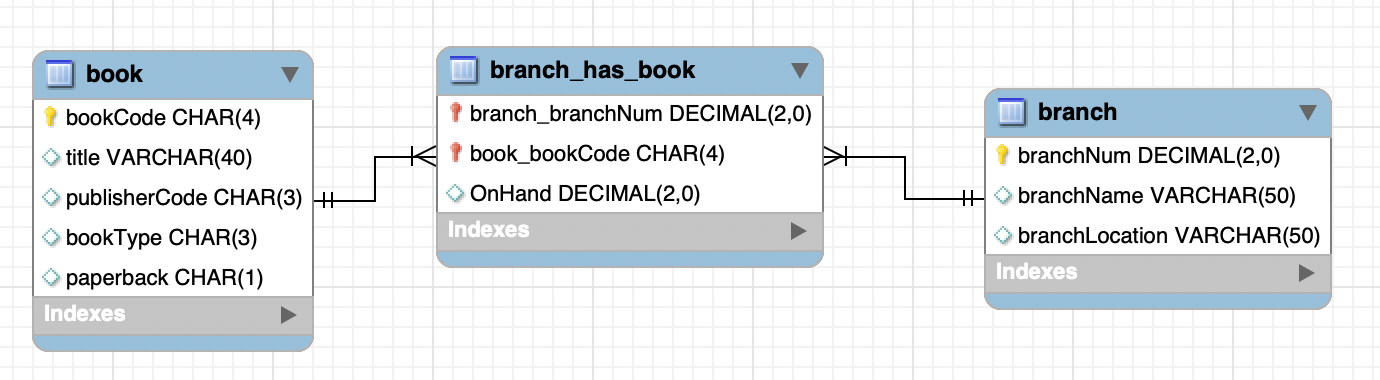 book
bookCode CHAR(4)
title VARCHAR(40)
publisherCode CHAR(3)
bookType CHAR(3)
paperback CHAR(1)
Indexes
branch_has_book
branch_branchNum DECIMAL(2,0)
book_bookCode CHAR(4)
OnHand DECIMAL(2,0)
Indexes
branch
branchNum DECIMAL(2,0)
branchName VARCHAR(50)
branchLocation VARCHAR(50)
Indexes